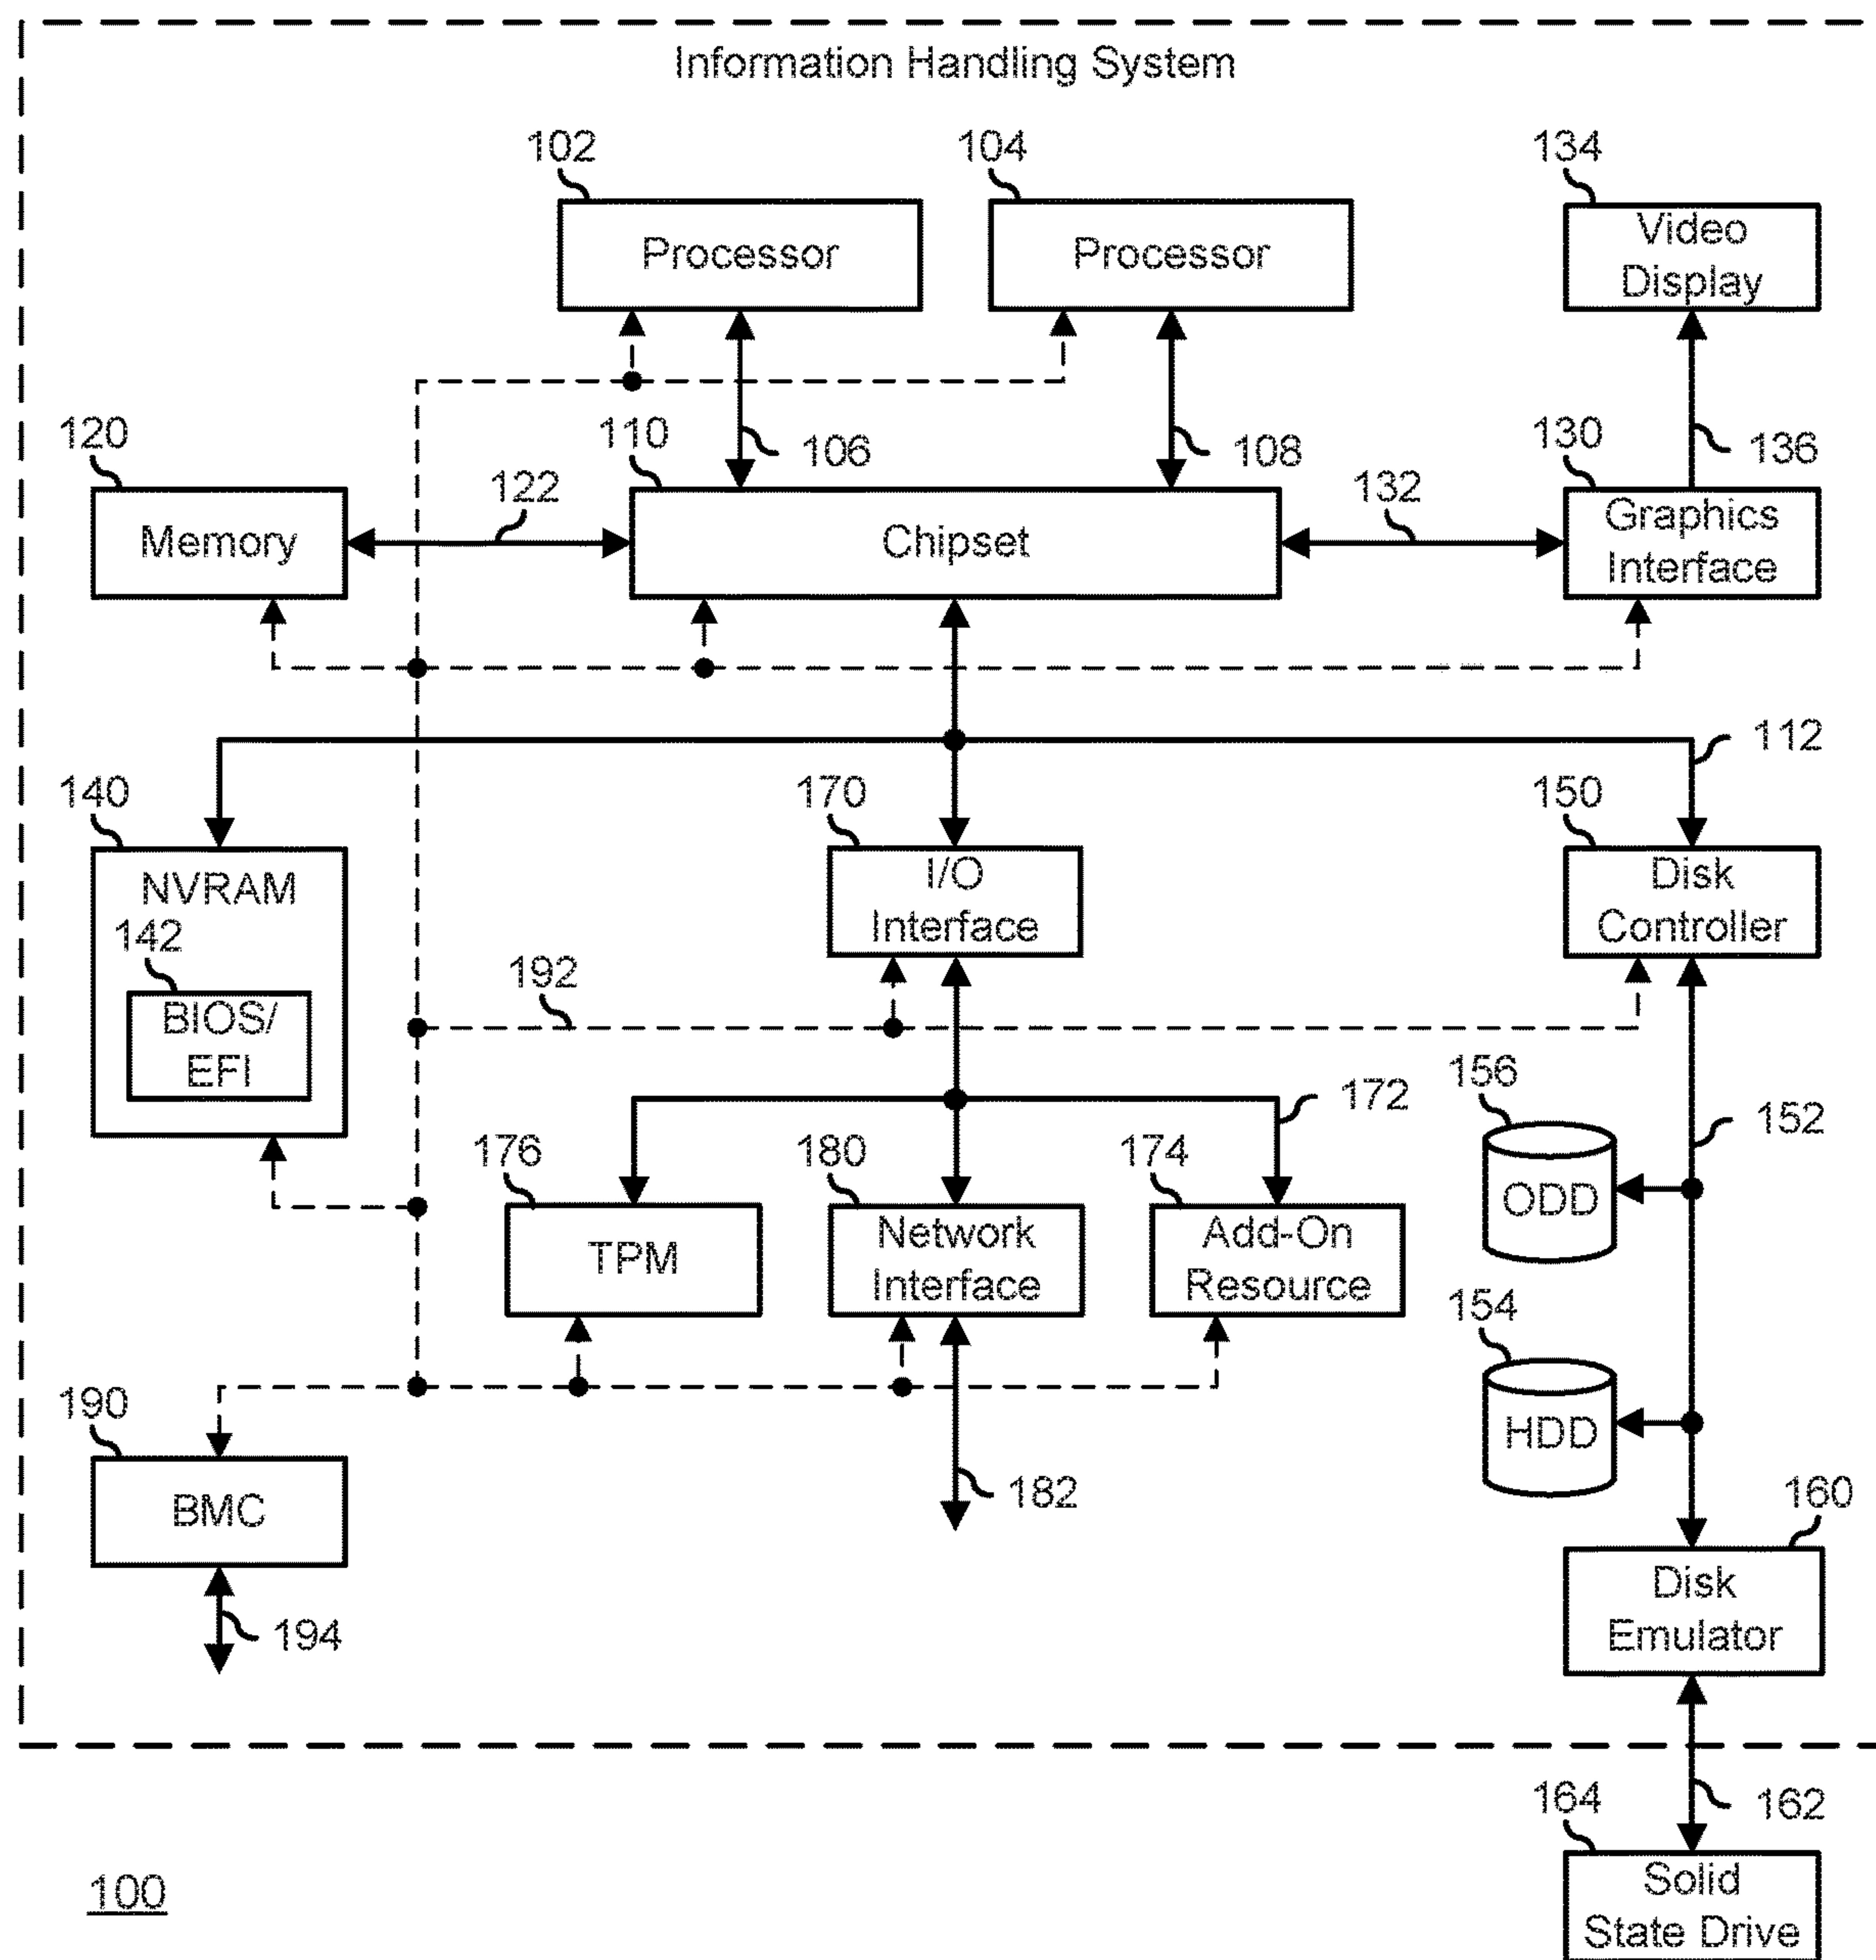 Information Handling System
102
104
134
Processor
Processor
Video
Display
120
110
106
108
130
136
122
132
Memory
Chipset
Graphics
Interface
112
140
170
150
NVRAM
I/O
Interface
Disk
Controller
142
BIOS/
EFI
192
156
172
152
176
180
174
ODD
TPM
Network
Interface
Add-On
Resource
154
HDD
190
BMC
182
160
Disk
Emulator
194
164
162
Solid
State Drive
100